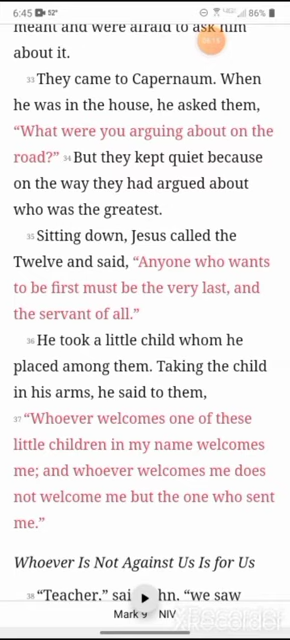 6:45 52° 86%
meant and were afraid to ask him
about it.
33 They came to Capernaum. When
he was in the house, he asked them,
“What were you arguing about on the
road?” 34 But they kept quiet because
on the way they had argued about
who was the greatest.
35 Sitting down, Jesus called the
Twelve and said, “Anyone who wants
to be first must be the very last, and
the servant of all.”
36 He took a little child whom he
placed among them. Taking the child
in his arms, he said to them,
37 “Whoever welcomes one of these
little children in my name welcomes
me; and whoever welcomes me does
not welcome me but the one who sent
me.”
Whoever Is Not Against Us Is for Us
38 “Teacher,” sai hn, “we saw
Mark 9 NIV
XRecorder